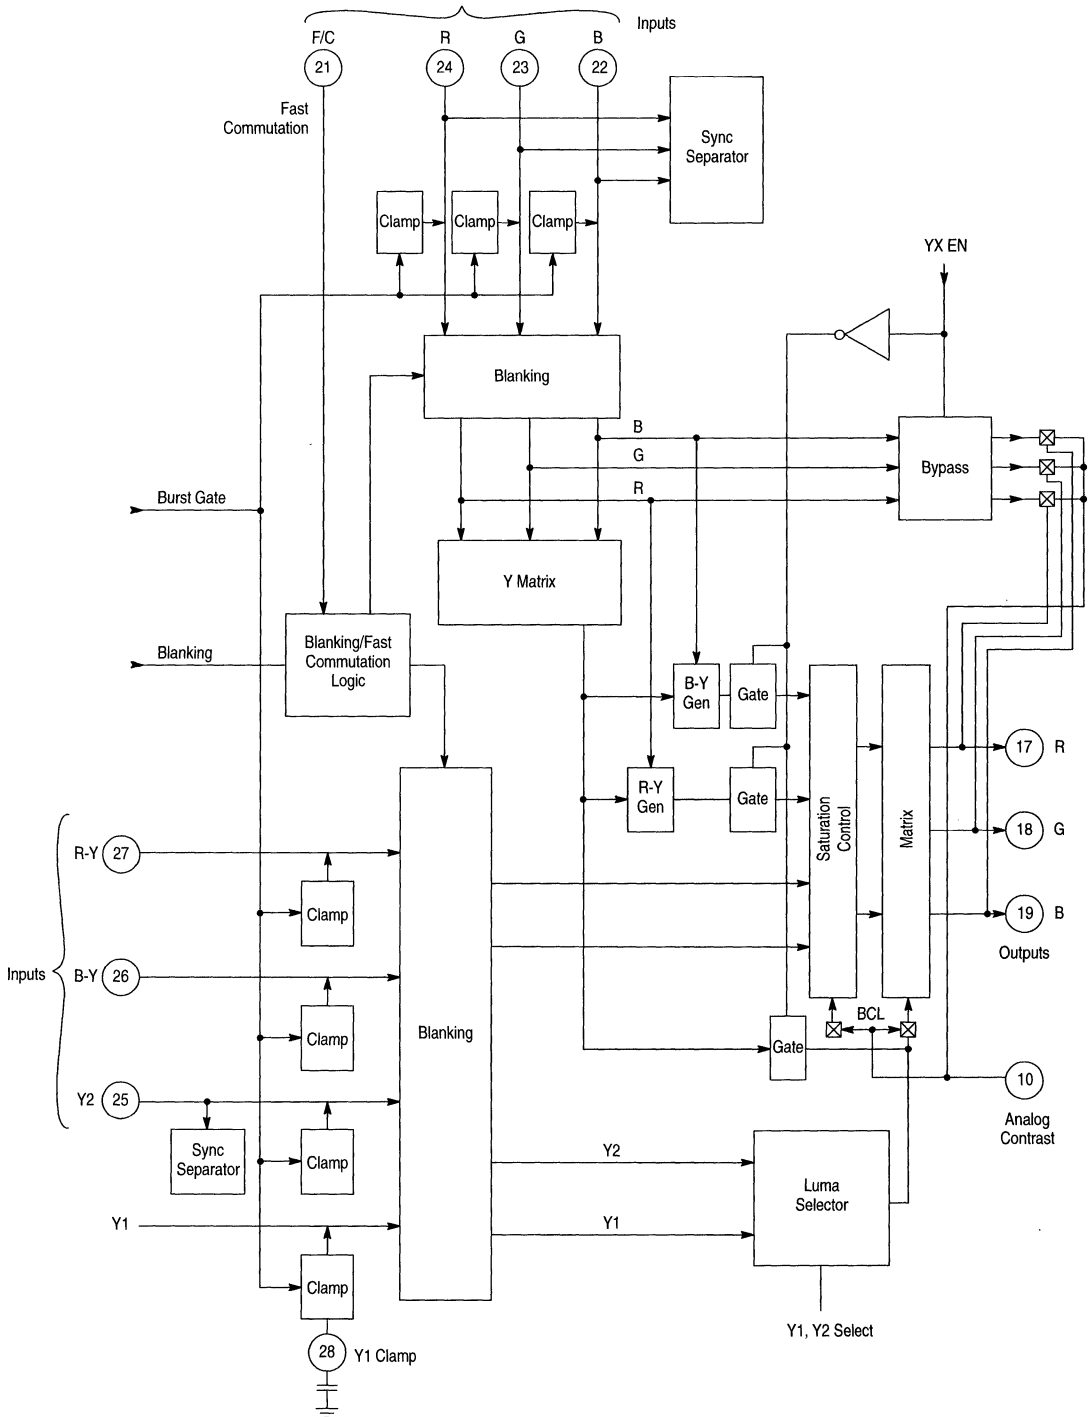 Inputs
F/C
R
G
B
21
24
23
22
Fast
Commutation
Sync
Separator
Clamp
Clamp
Clamp
YX EN
Blanking
B
G
R
Bypass
Burst Gate
Y Matrix
Blanking/Fast
Commutation
Logic
Blanking
B-Y
Gen
Gate
R-Y
Gen
Gate
Saturation
Control
Matrix
17
R
18
G
19
B
Outputs
R-Y
27
Clamp
Inputs
B-Y
26
Clamp
Blanking
BCL
Gate
10
Analog
Contrast
Y2
25
Sync
Separator
Clamp
Y2
Luma
Selector
Y1
Y1
Clamp
Y1, Y2 Select
28
Y1 Clamp